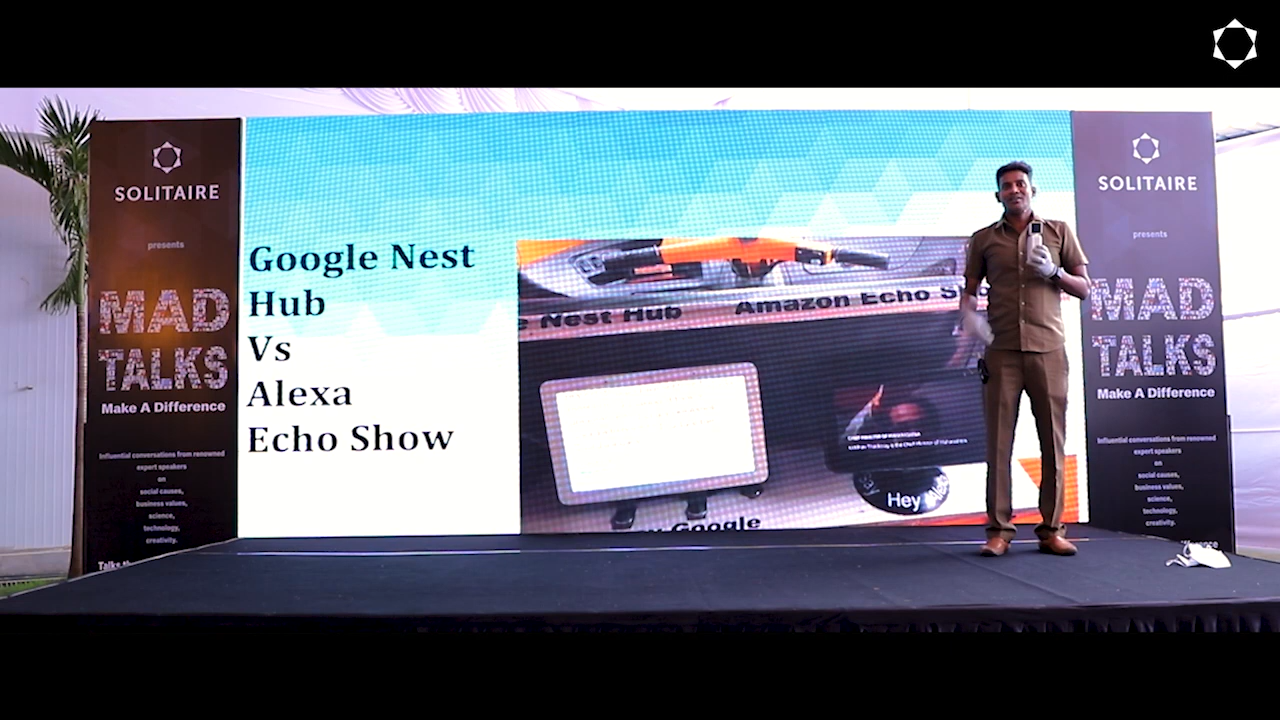 SOLITAIRE
presents
MAD
TALKS
Make A Difference
Influential conversations from renowned
expert speakers
on
social causes,
business values,
science,
technology,
creativity.
Google Nest
Hub
Vs
Alexa
Echo Show
Nest Hub
Amazon Echo
Hey
Google
SOLITAIRE
presents
MAD
TALKS
Make A Difference
Influential conversations from renowned
expert speakers
on
social causes,
business values,
science,
technology,
creativity.